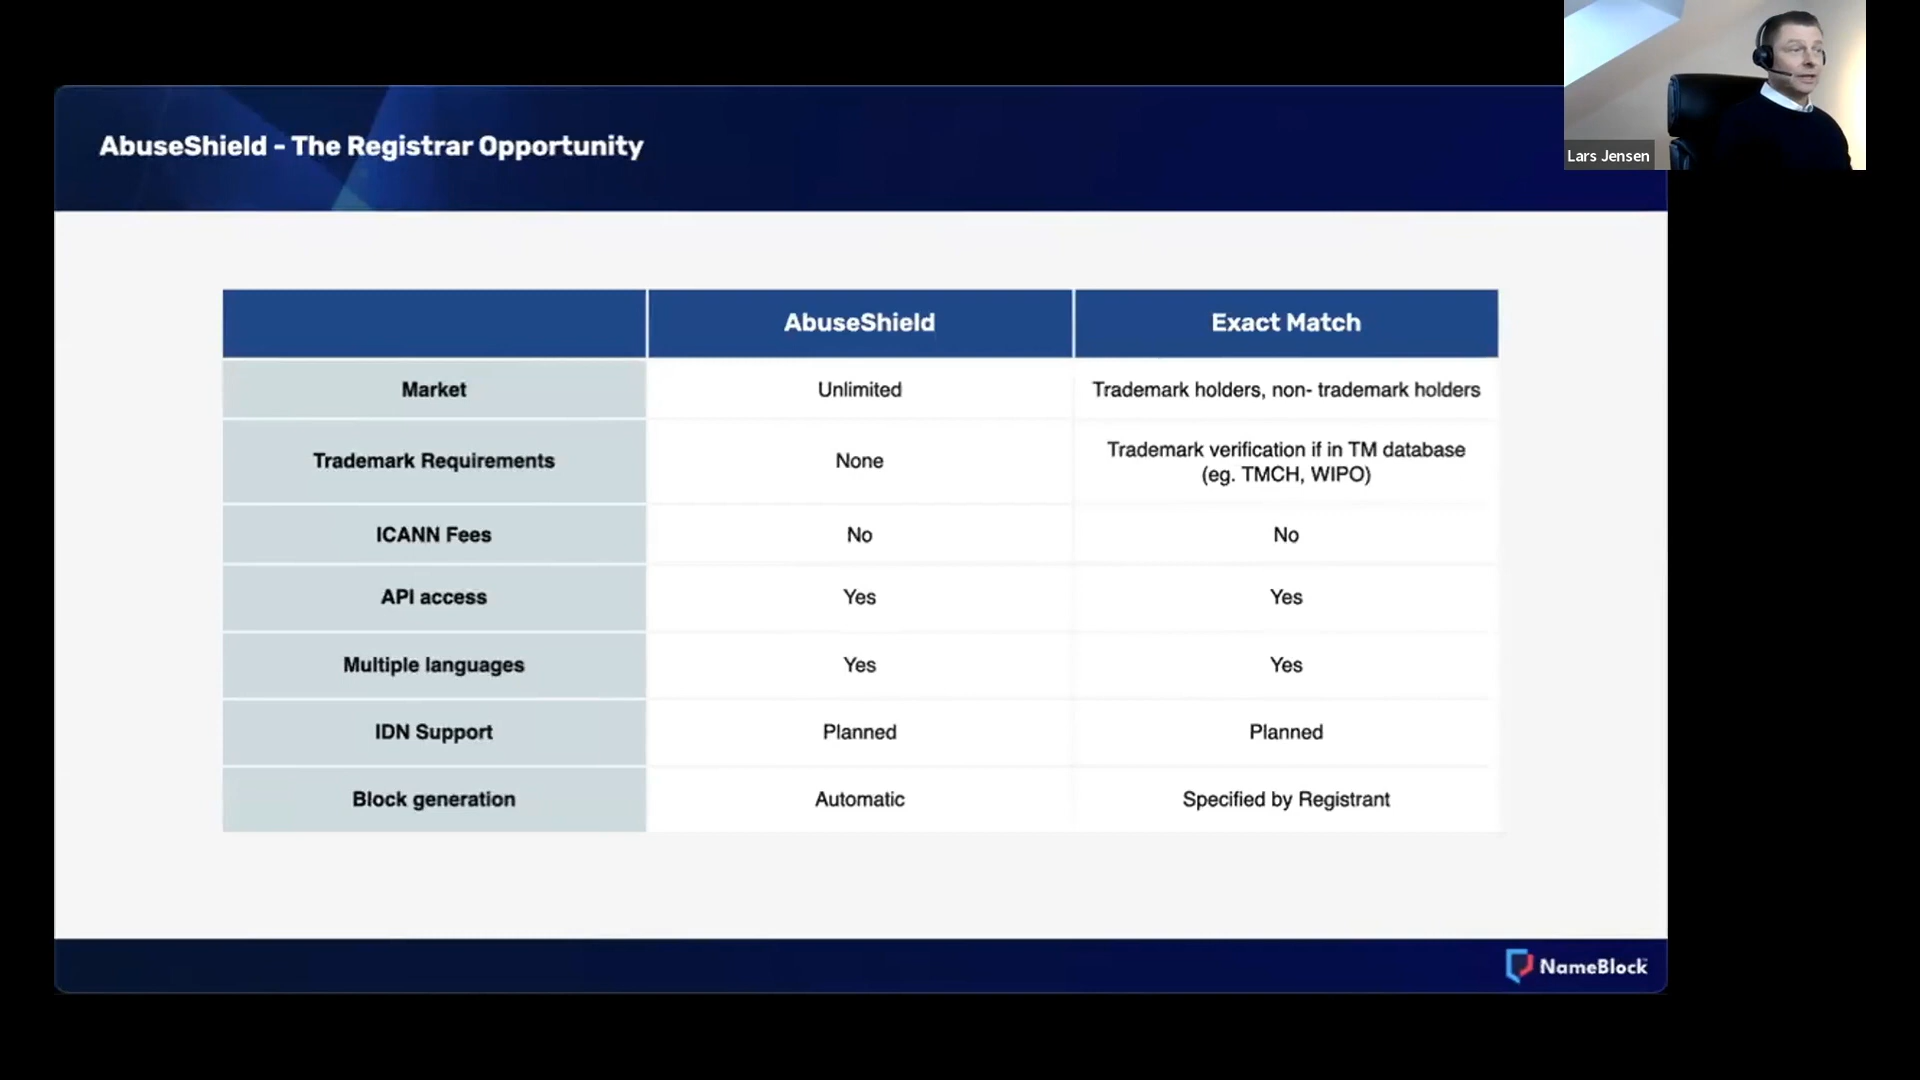 AbuseShield - The Registrar Opportunity
Lars Jensen
AbuseShield
Exact Match
Market
Unlimited
Trademark holders, non- trademark holders
Trademark Requirements
None
Trademark verification if in TM database
(eg. TMCH, WIPO)
ICANN Fees
No
No
API access
Yes
Yes
Multiple languages
Yes
Yes
IDN Support
Planned
Planned
Block generation
Automatic
Specified by Registrant
NameBlock™